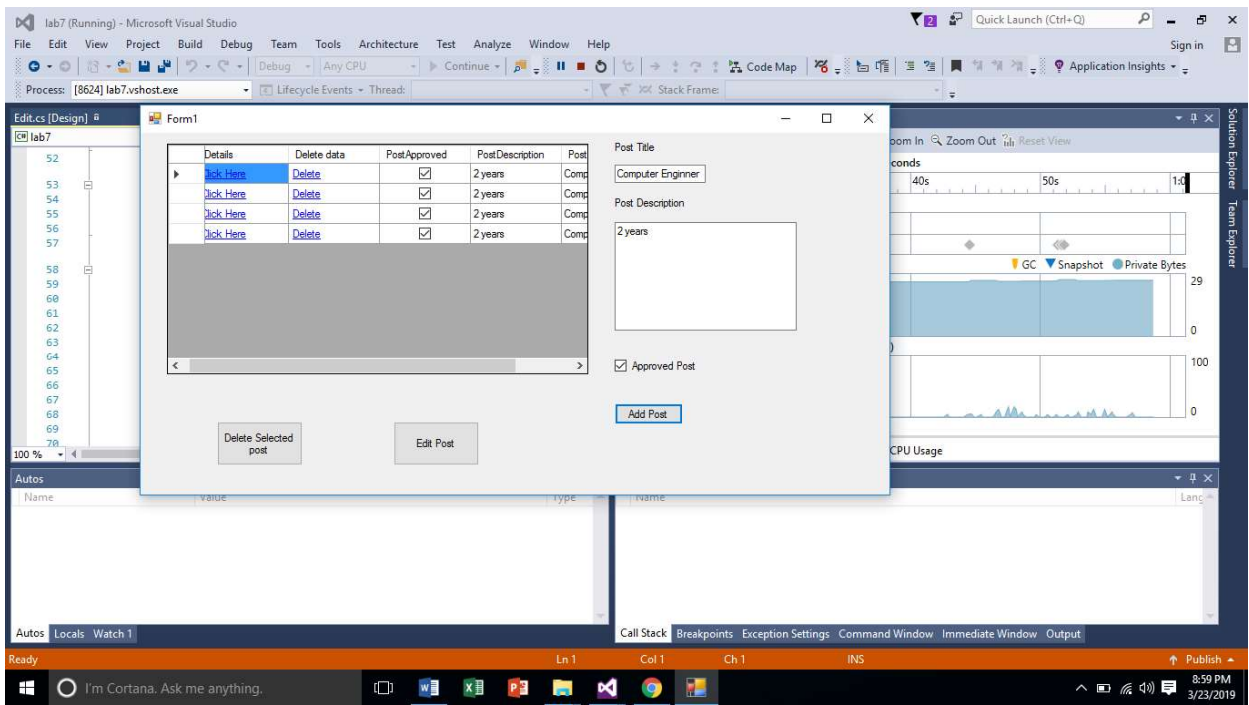 lab7 (Running) - Microsoft Visual Studio
2
Quick Launch (Ctrl+Q)
File Edit View Project Build Debug Team Tools Architecture Test Analyze Window Help
Sign in
Debug Any CPU Continue Code Map Application Insights
Process: [8624] lab7.vshost.exe Lifecycle Events Thread: Stack Frame:
Edit.cs [Design]
C# lab7
52
53
54
55
56
57
58
59
60
61
62
63
64
65
66
67
68
69
70
100 %
Form1
Details Delete data PostApproved PostDescription Post
Click Here Delete 2 years Comp
Click Here Delete 2 years Comp
Click Here Delete 2 years Comp
Click Here Delete 2 years Comp
Delete Selected
post
Edit Post
Post Title
Computer Enginner
Post Description
2 years
Approved Post
Add Post
oom In Zoom Out Reset View
conds
40s 50s 1:0
GC Snapshot Private Bytes
29
0
)
100
0
CPU Usage
Solution Explorer
Team Explorer
Autos
Name Value Type
Name Lang
Autos Locals Watch 1
Call Stack Breakpoints Exception Settings Command Window Immediate Window Output
Ready Ln 1 Col 1 Ch 1 INS Publish
I'm Cortana. Ask me anything.
8:59 PM
3/23/2019